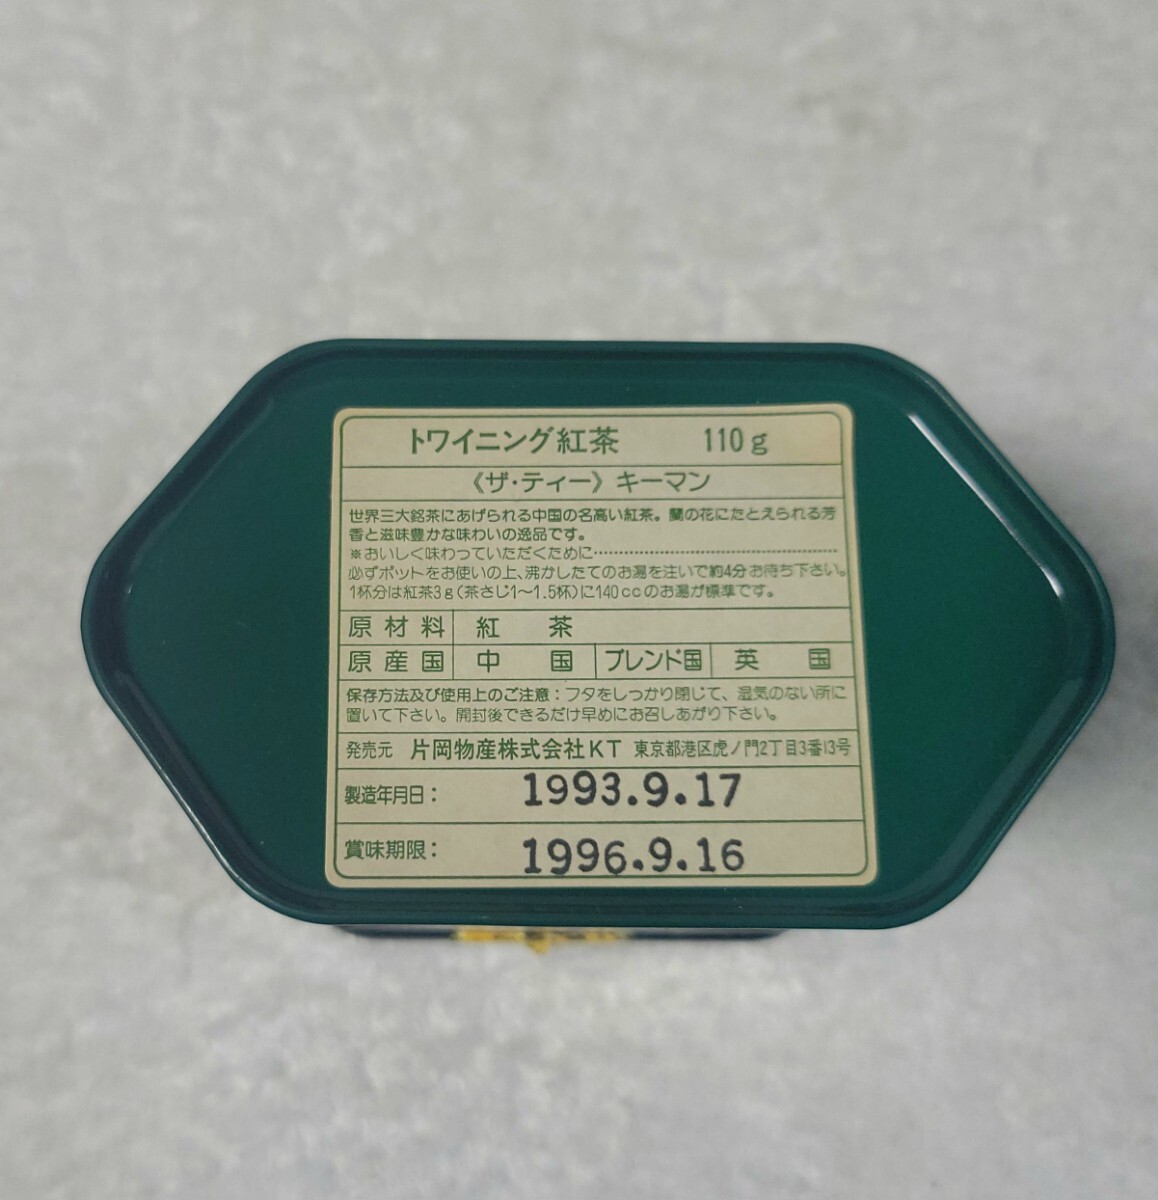 トワイニング紅茶 110g
《ザ・ティー》キーマン
世界三大銘茶にあげられる中国の名高い紅茶。蘭の花にたとえられる芳
香と滋味豊かな味わいの逸品です。
※おいしく味わっていただくために………………………………
必ずポットをお使いの上、沸かしたてのお湯を注いで約4分お待ち下さい。
1杯分は紅茶3g(茶さじ1〜1.5杯)に140ccのお湯が標準です。
原材料 紅茶
原産国 中国 ブレンド国 英国
保存方法及び使用上のご注意：フタをしっかり閉じて、湿気のない所に
置いて下さい。開封後できるだけ早めにお召しあがり下さい。
発売元 片岡物産株式会社KT 東京都港区虎ノ門2丁目3番13号
製造年月日： 1993.9.17
賞味期限： 1996.9.16